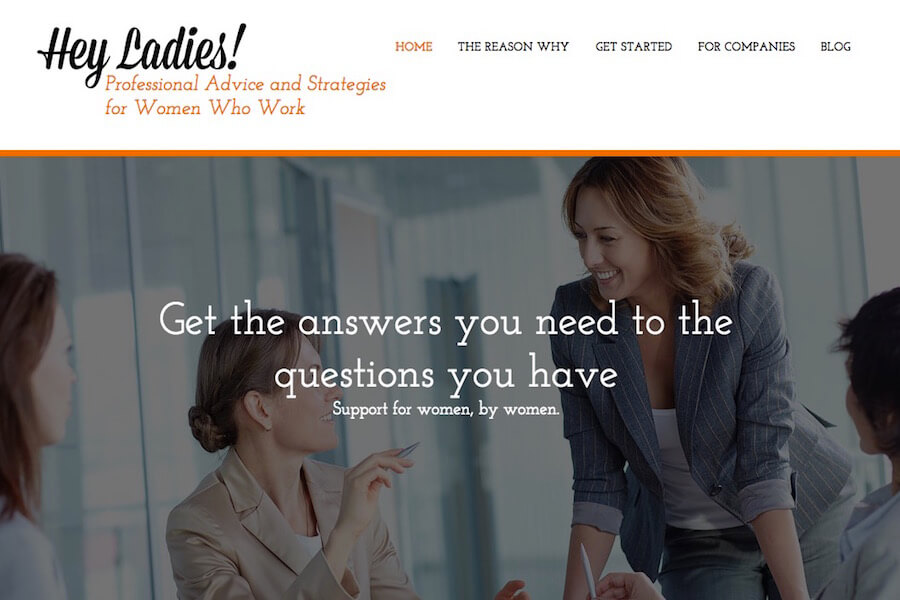 Hey Ladies!
Professional Advice and Strategies
for Women Who Work
HOME THE REASON WHY GET STARTED FOR COMPANIES BLOG
Get the answers you need to the
questions you have
Support for women, by women.